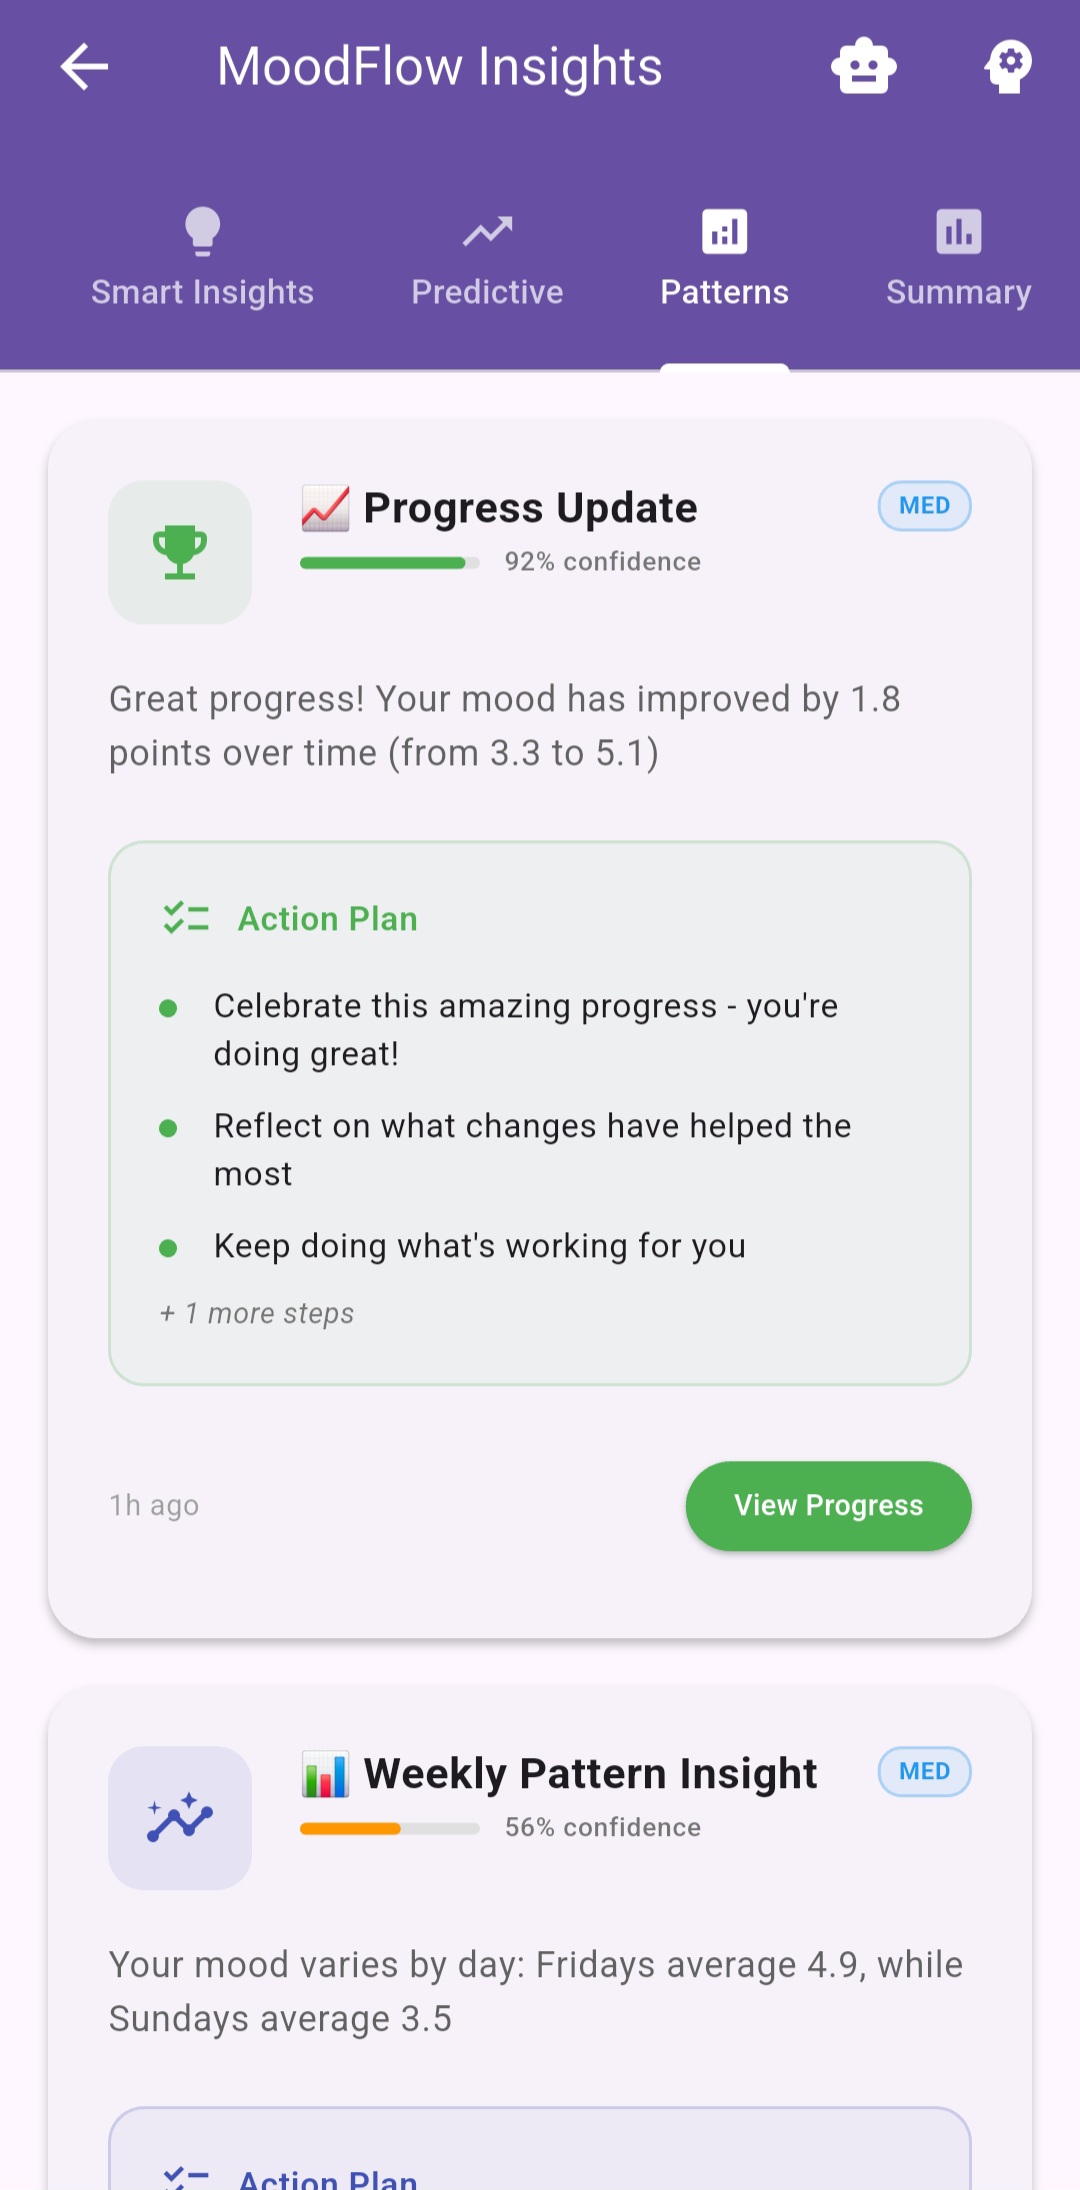 MoodFlow Insights
Smart Insights
Predictive
Patterns
Summary
Progress Update
MED
92% confidence
Great progress! Your mood has improved by 1.8
points over time (from 3.3 to 5.1)
Action Plan
Celebrate this amazing progress - you're
doing great!
Reflect on what changes have helped the
most
Keep doing what's working for you
+ 1 more steps
1h ago
View Progress
Weekly Pattern Insight
MED
56% confidence
Your mood varies by day: Fridays average 4.9, while
Sundays average 3.5
Action Plan